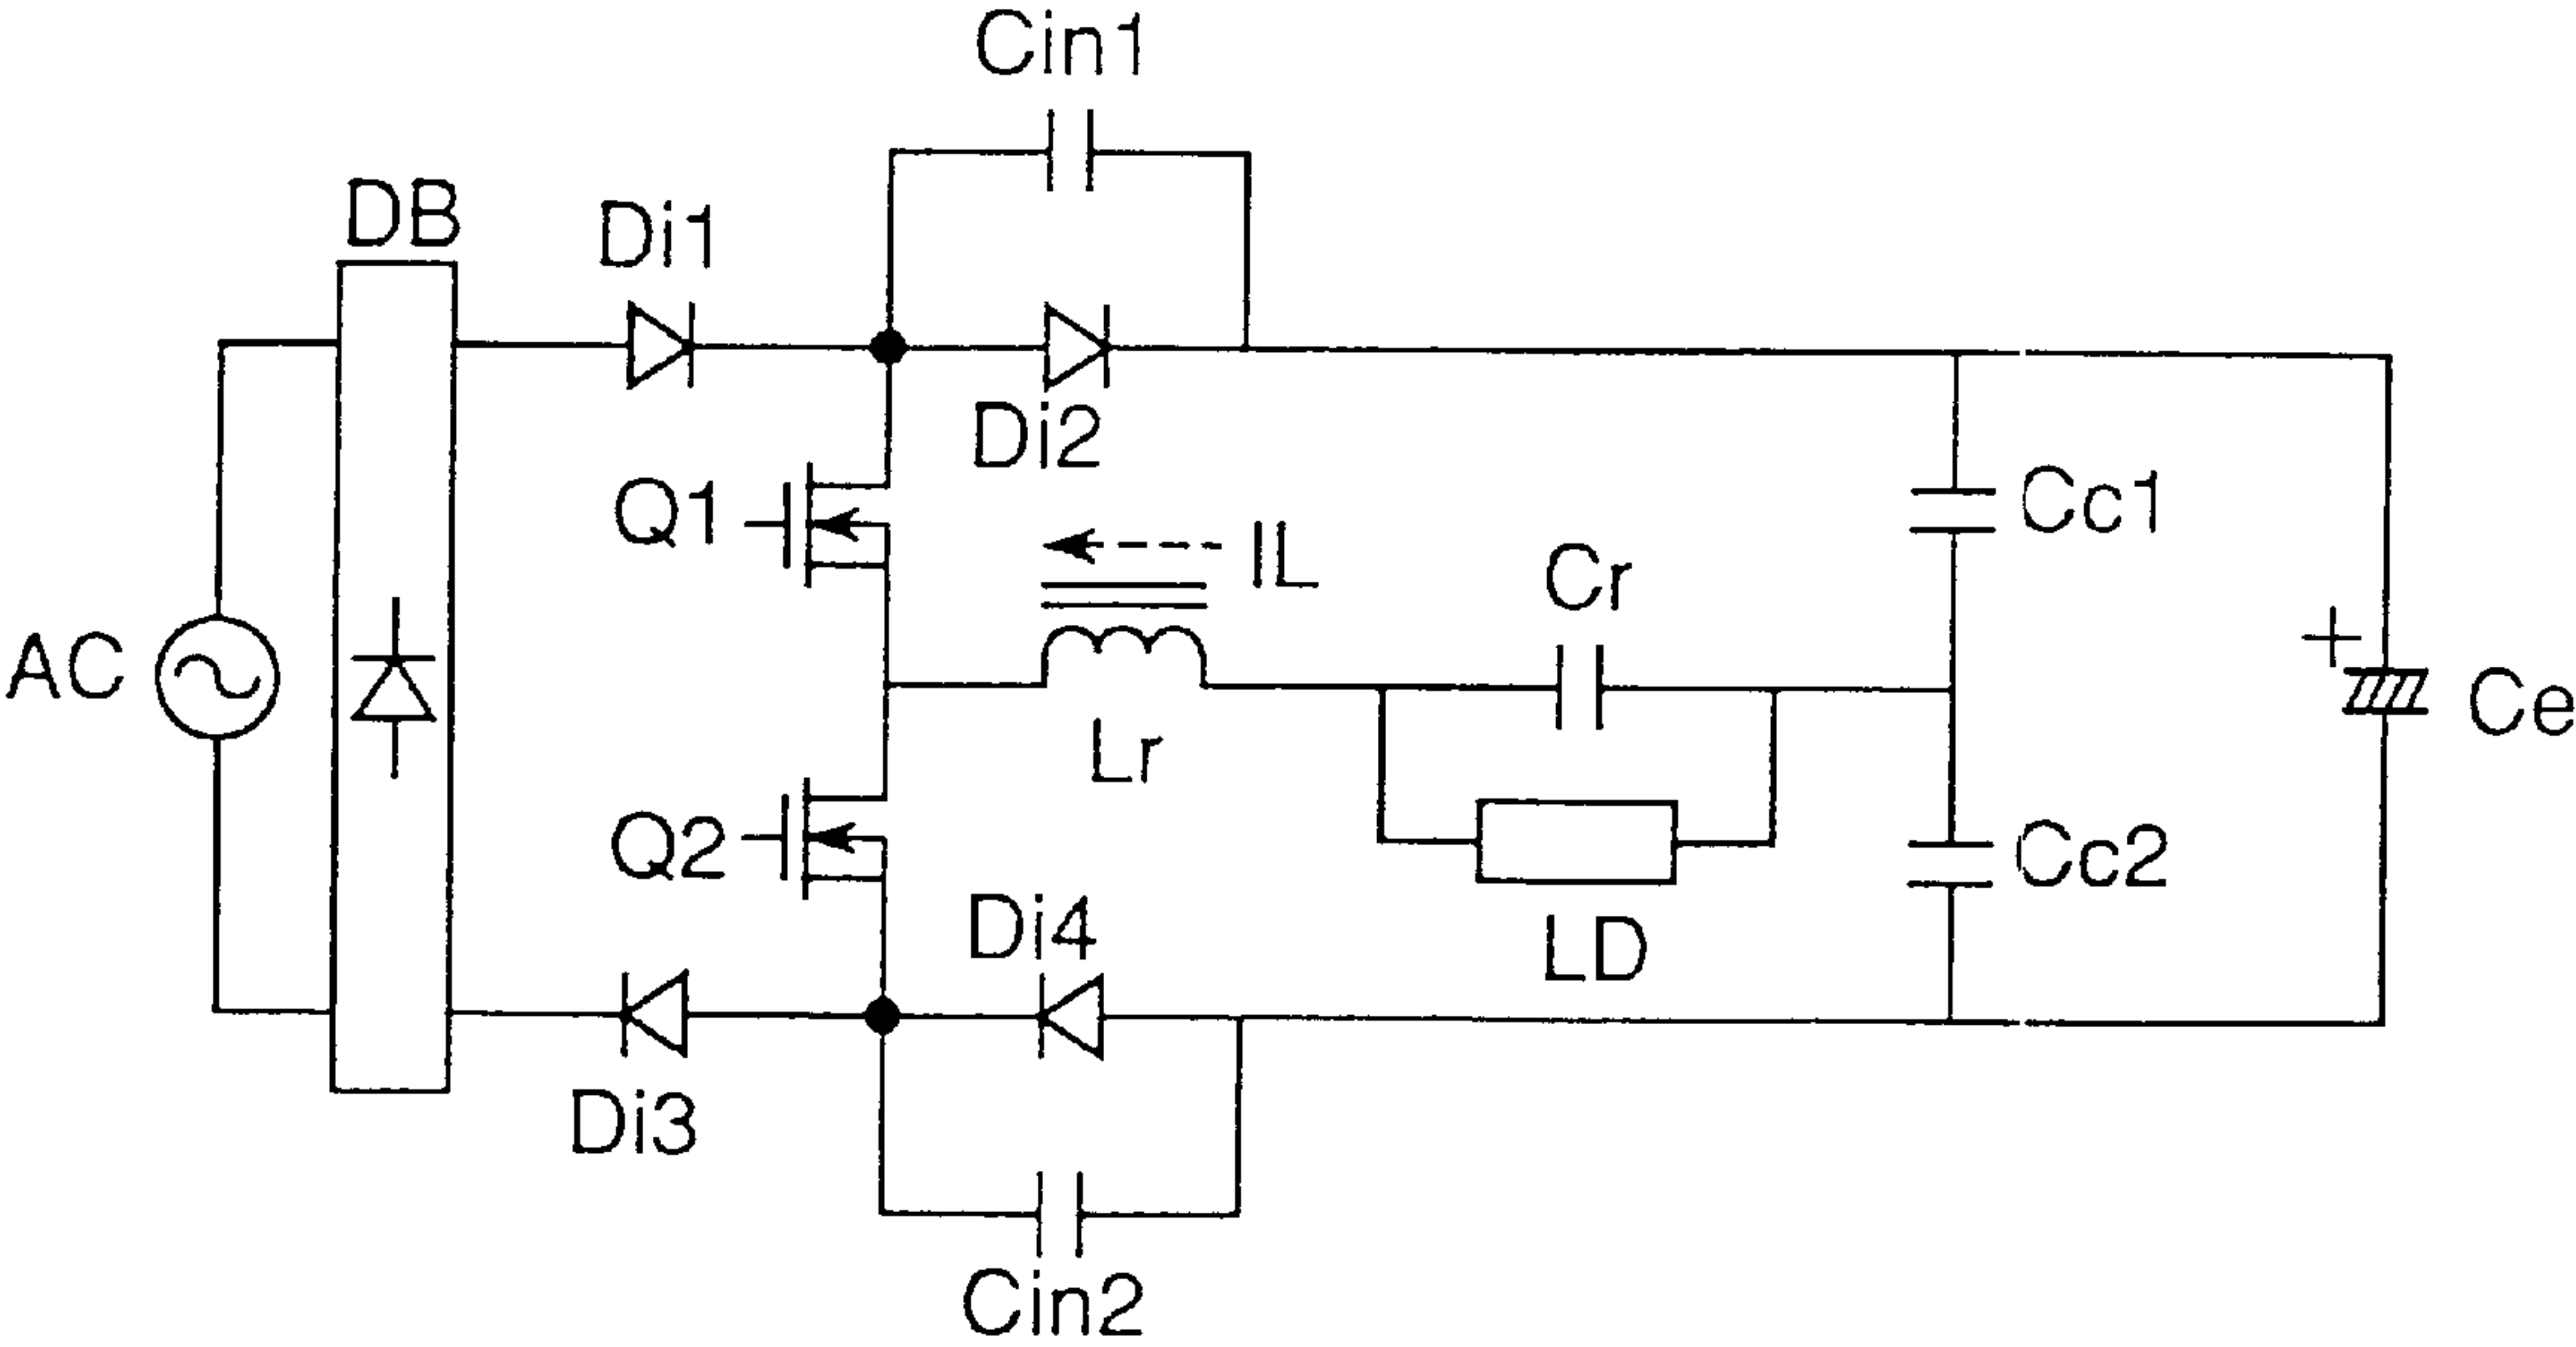 Cin1
DB
Di1
Di2
Q1
Cc1
IL
Cr
AC
+
Ce
Lr
Q2
Cc2
Di4
LD
Di3
Cin2